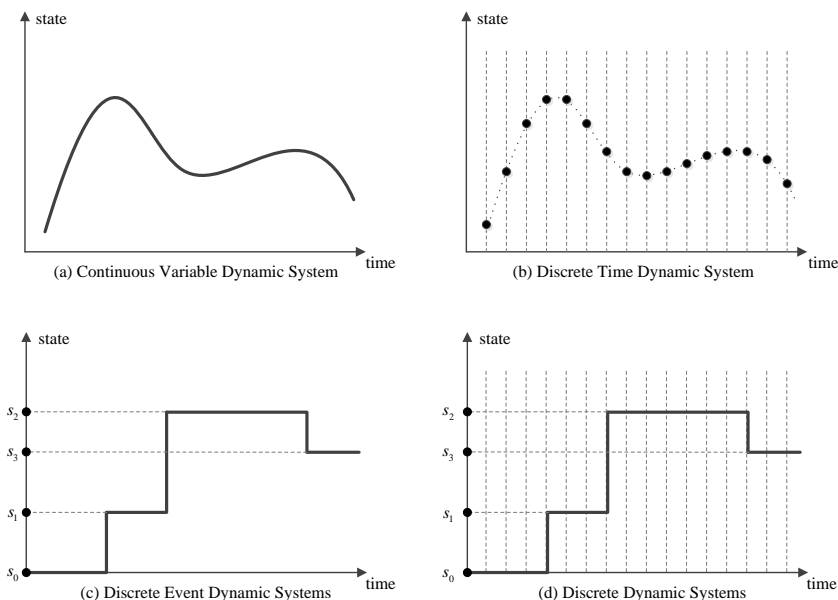 state
time
(a) Continuous Variable Dynamic System
state
time
(b) Discrete Time Dynamic System
state
s2
s3
s1
s0
time
(c) Discrete Event Dynamic Systems
state
s2
s3
s1
s0
time
(d) Discrete Dynamic Systems